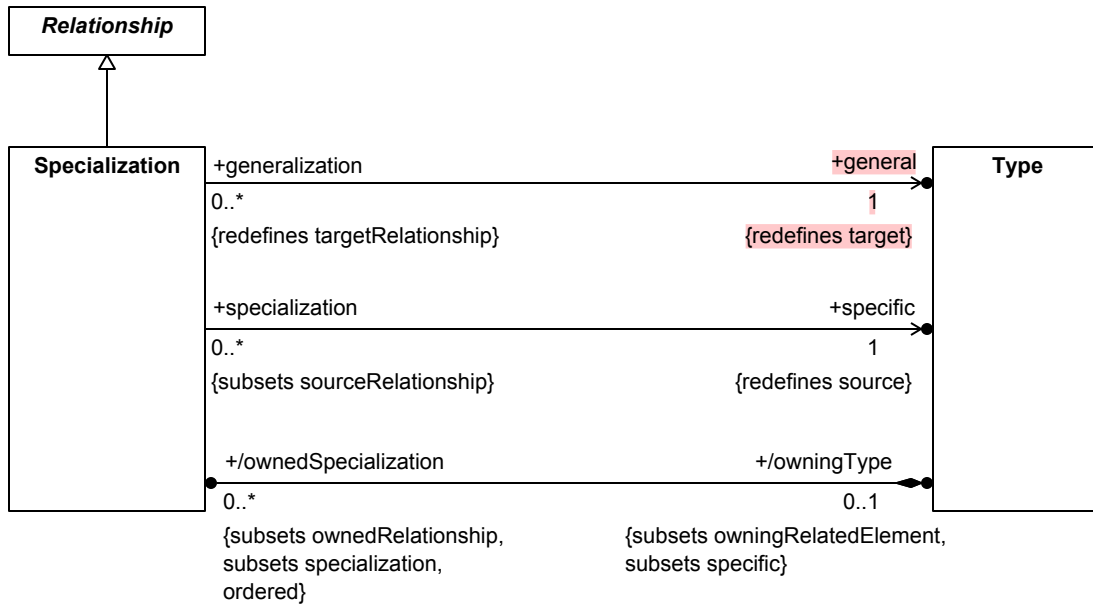 Relationship
Specialization
+generalization
+general
Type
0..*
1
{redefines targetRelationship}
{redefines target}
+specialization
+specific
0..*
1
{subsets sourceRelationship}
{redefines source}
+/ownedSpecialization
+/owningType
0..*
0..1
{subsets ownedRelationship,
subsets specialization,
ordered}
{subsets owningRelatedElement,
subsets specific}